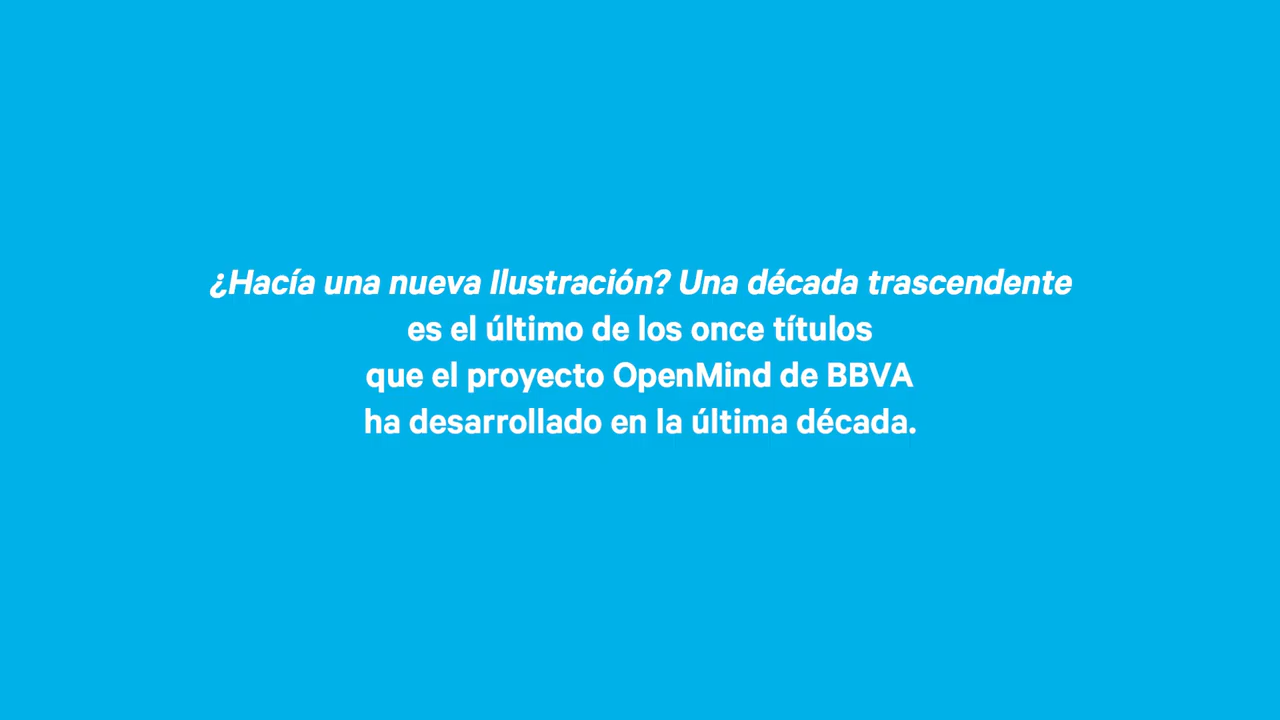 ¿Hacía una nueva Ilustración? Una década trascendente
es el último de los once títulos
que el proyecto OpenMind de BBVA
ha desarrollado en la última década.